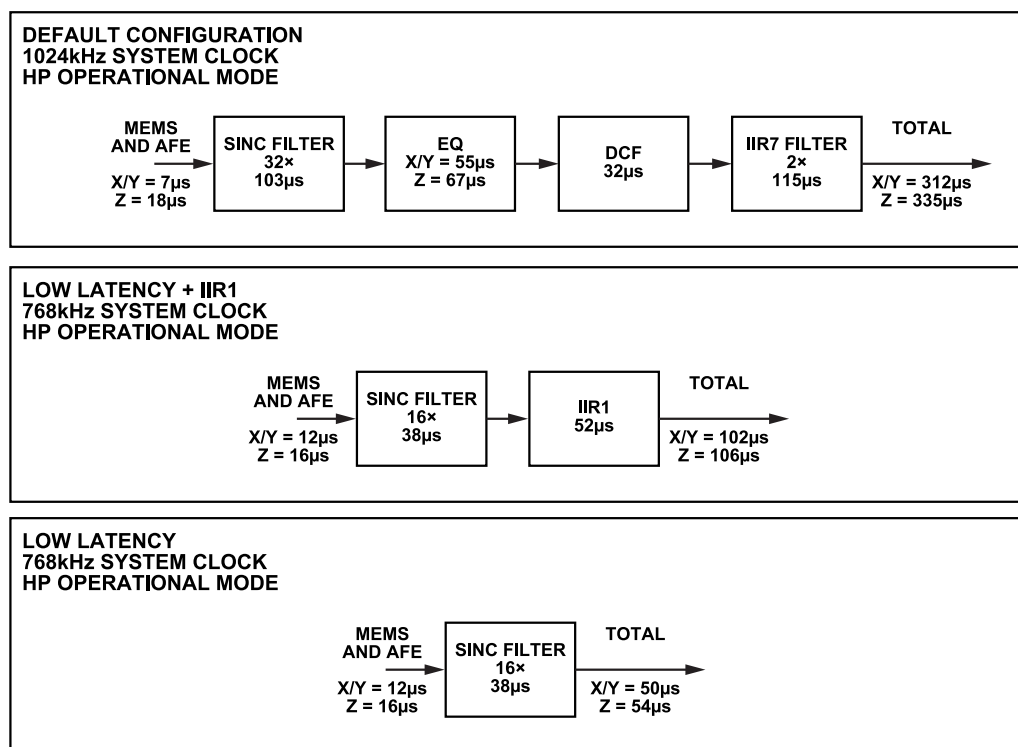 DEFAULT CONFIGURATION
1024kHz SYSTEM CLOCK
HP OPERATIONAL MODE
MEMS
AND AFE
X/Y = 7µs
Z = 18µs
SINC FILTER
32×
103µs
EQ
X/Y = 55µs
Z = 67µs
DCF
32µs
IIR7 FILTER
2×
115µs
TOTAL
X/Y = 312µs
Z = 335µs
LOW LATENCY + IIR1
768kHz SYSTEM CLOCK
HP OPERATIONAL MODE
MEMS
AND AFE
X/Y = 12µs
Z = 16µs
SINC FILTER
16×
38µs
IIR1
52µs
TOTAL
X/Y = 102µs
Z = 106µs
LOW LATENCY
768kHz SYSTEM CLOCK
HP OPERATIONAL MODE
MEMS
AND AFE
X/Y = 12µs
Z = 16µs
SINC FILTER
16×
38µs
TOTAL
X/Y = 50µs
Z = 54µs